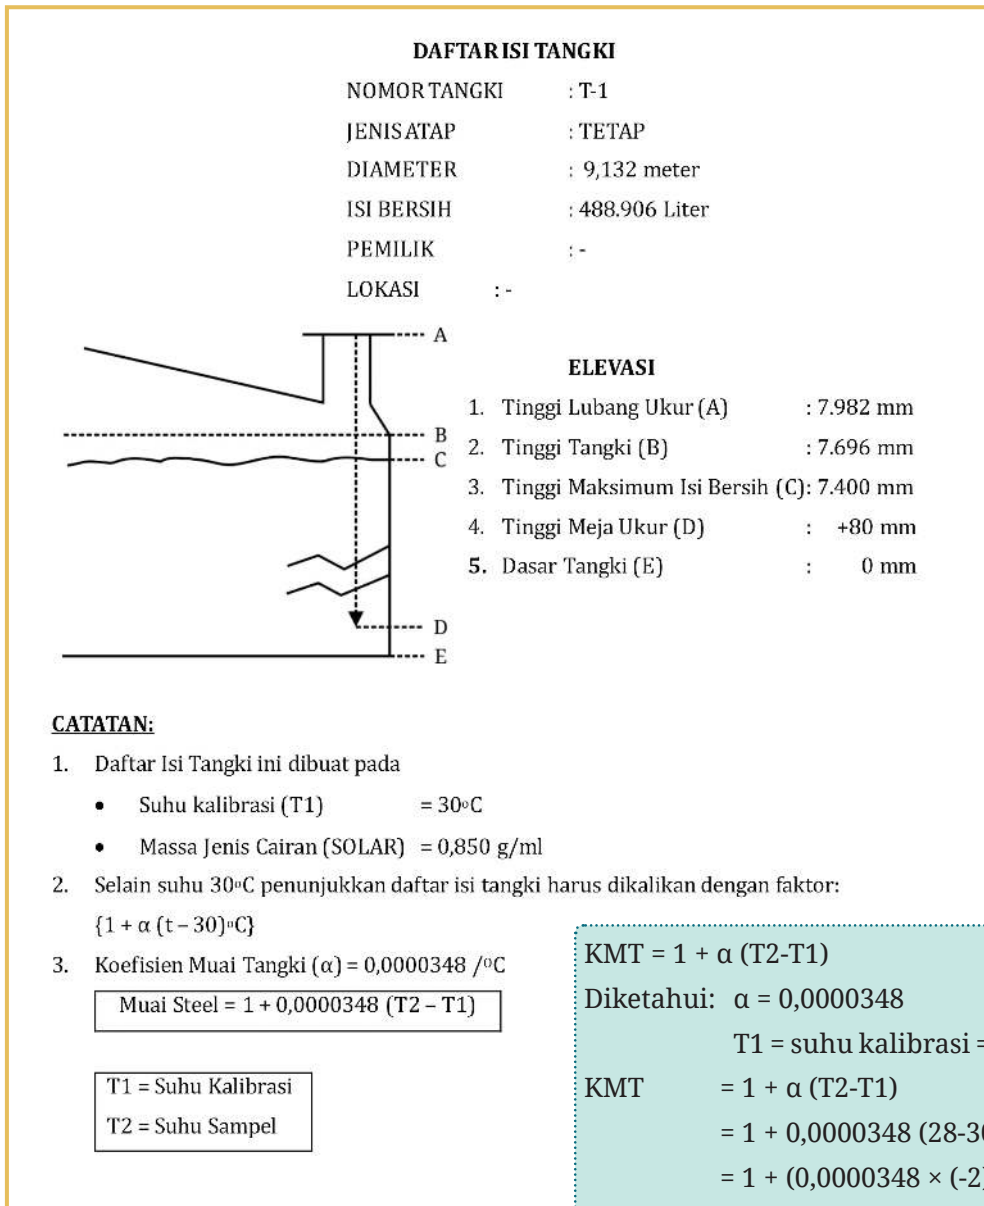 DAFTAR ISI TANGKI
NOMOR TANGKI : T-1
JENIS ATAP : TETAP
DIAMETER : 9,132 meter
ISI BERSIH : 488.906 Liter
PEMILIK : -
LOKASI : -
A
B
C
D
E
ELEVASI
1. Tinggi Lubang Ukur (A) : 7.982 mm
2. Tinggi Tangki (B) : 7.696 mm
3. Tinggi Maksimum Isi Bersih (C): 7.400 mm
4. Tinggi Meja Ukur (D) : +80 mm
5. Dasar Tangki (E) : 0 mm
CATATAN:
1. Daftar Isi Tangki ini dibuat pada
• Suhu kalibrasi (T1) = 30ºC
• Massa Jenis Cairan (SOLAR) = 0,850 g/ml
2. Selain suhu 30ºC penunjukkan daftar isi tangki harus dikalikan dengan faktor:
{1 + α (t – 30)ºC}
3. Koefisien Muai Tangki (α) = 0,0000348 /ºC
Muai Steel = 1 + 0,0000348 (T2 – T1)
T1 = Suhu Kalibrasi
T2 = Suhu Sampel
KMT = 1 + α (T2-T1)
Diketahui: α = 0,0000348
T1 = suhu kalibrasi =
KMT = 1 + α (T2-T1)
= 1 + 0,0000348 (28-3
= 1 + (0,0000348 × (-2)